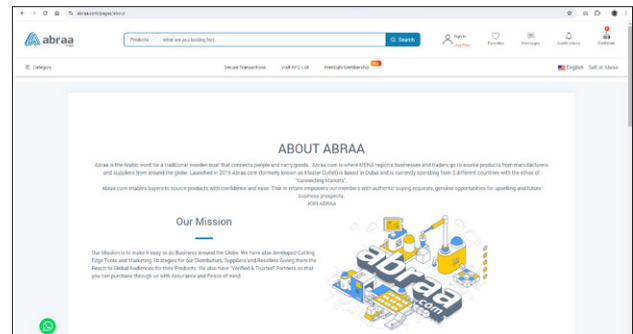 abraa.com/pages/about
abraa
.com
Products
What are you looking for?
Search
Sign In
Join Free
Favorites
Messages
Notifications
Container
Category
Secure Transactions
Visit RFQ List
Premium Membership
English
Sell at Abraa
ABOUT ABRAA
Abraa is the Arabic word for a traditional wooden boat that connects people and carry goods. Abraa.com is where MENA region's businesses and traders go to source products from manufacturers
and suppliers from around the globe. Launched in 2016 Abraa.com (formerly known as Master Outlet) is based in Dubai and is currently operating from 3 different countries with the ethos of
"Connecting Markets".
Abraa.com enables buyers to source products with confidence and ease. That in return empowers our members with authentic buying requests, genuine opportunities for upselling and future
business prospects.
JOIN ABRAA
Our Mission
Our Mission is to make it easy to do Business Around the Globe. We have also developed Cutting
Edge Tools and Marketing Strategies for our Distributors, Suppliers and Resellers Giving them the
Reach to Global Audiences for their Products. We also have "Verified & Trusted" Partners so that
you can purchase through us with Assurance and Peace of mind.
abraa
.com